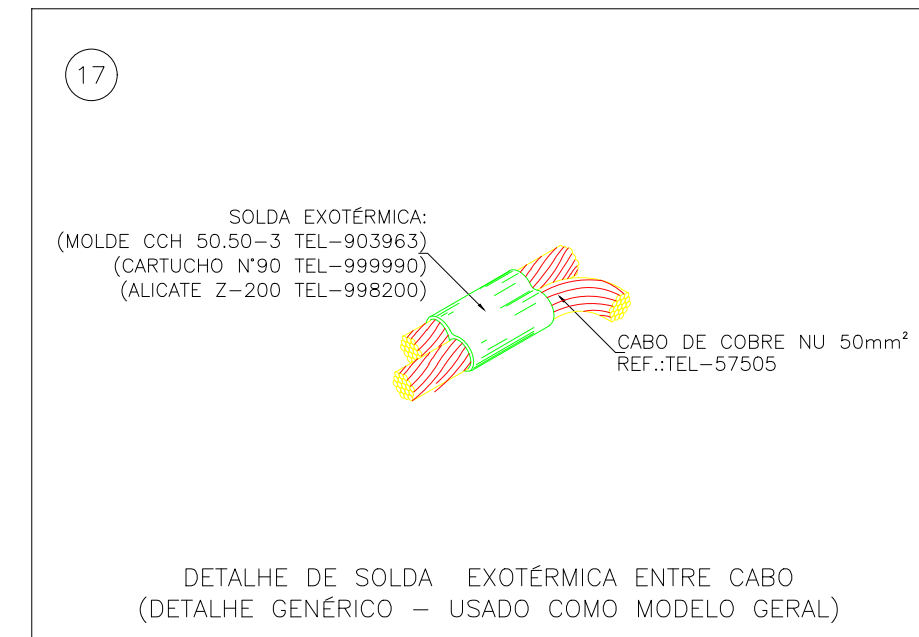 17
SOLDA EXOTÉRMICA:
(MOLDE CCH 50.50-3 TEL-903963)
(CARTUCHO N°90 TEL-999990)
(ALICATE Z-200 TEL-998200)
CABO DE COBRE NU 50mm²
REF.:TEL-57505
DETALHE DE SOLDA EXOTÉRMICA ENTRE CABO
(DETALHE GENÉRICO - USADO COMO MODELO GERAL)